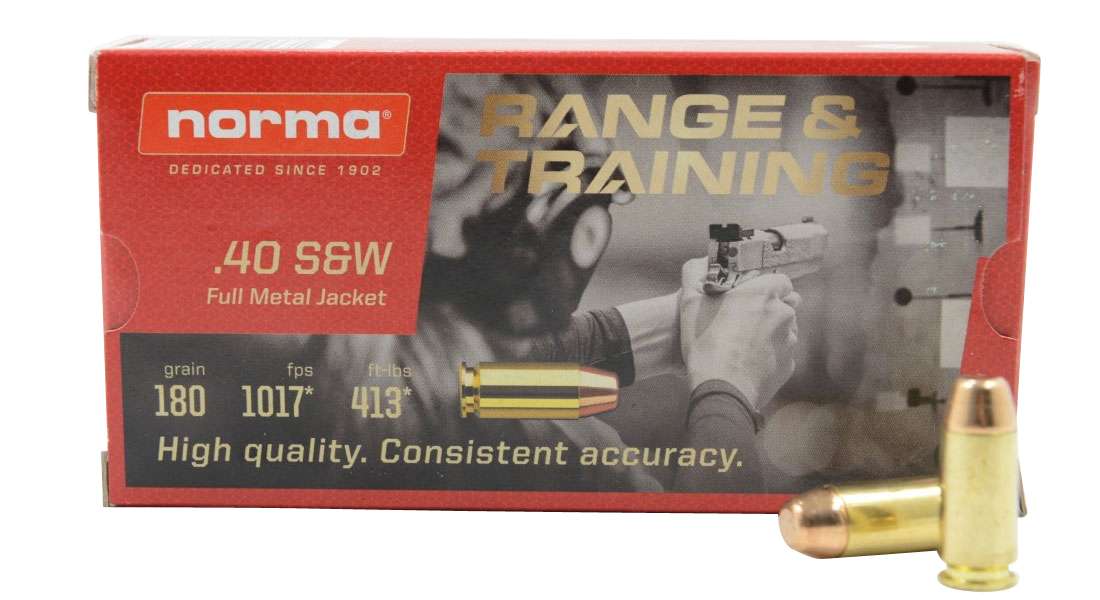 norma®
DEDICATED SINCE 1902
RANGE &
TRAINING
.40 S&W
Full Metal Jacket
grain fps ft-lbs
180 1017* 413*
High quality. Consistent accuracy.